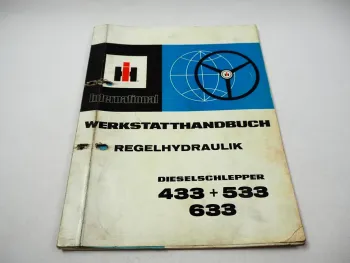 IH
International
WERKSTATTHANDBUCH
REGELHYDRAULIK
DIESELSCHLEPPER
433 + 533
633